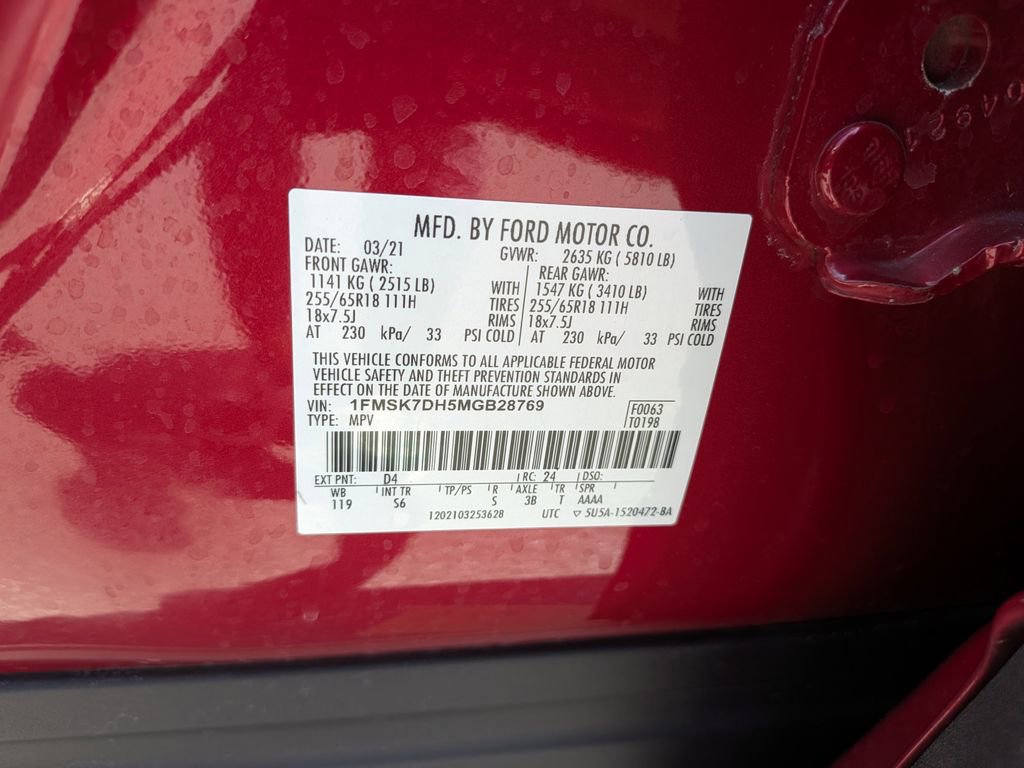 MFD. BY FORD MOTOR CO.
DATE: 03/21 GVWR: 2635 KG ( 5810 LB)
FRONT GAWR: REAR GAWR:
1141 KG ( 2515 LB) WITH 1547 KG ( 3410 LB) WITH
255/65R18 111H TIRES 255/65R18 111H TIRES
18x7.5J RIMS 18x7.5J RIMS
AT 230 kPa/ 33 PSI COLD AT 230 kPa/ 33 PSI COLD
THIS VEHICLE CONFORMS TO ALL APPLICABLE FEDERAL MOTOR
VEHICLE SAFETY AND THEFT PREVENTION STANDARDS IN
EFFECT ON THE DATE OF MANUFACTURE SHOWN ABOVE.
VIN: 1FMSK7DH5MGB28769 F0063
TYPE: MPV T0198
EXT PNT: D4 RC: 24 DSO:
WB INT TR TP/PS R AXLE TR SPR
119 S6 S 3B T AAAA
1202103253628 UTC ▽ 5U5A-1520472-BA